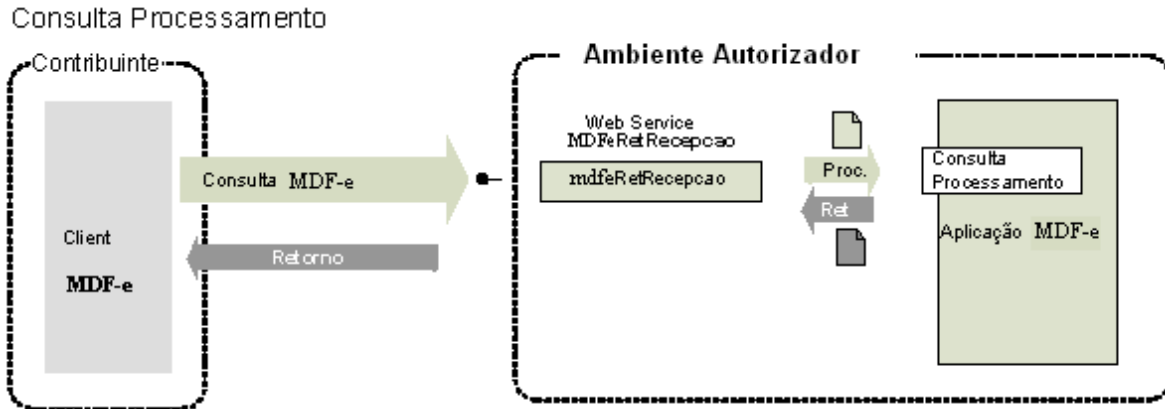 Consulta Processamento
Contribuinte
Ambiente Autorizador
Web Service
MDFeRetRecepcao
mdfeRetRecepcao
Consulta MDF-e
Retorno
Client
MDF-e
Proc.
Ret
Consulta
Processamento
Aplicação MDF-e